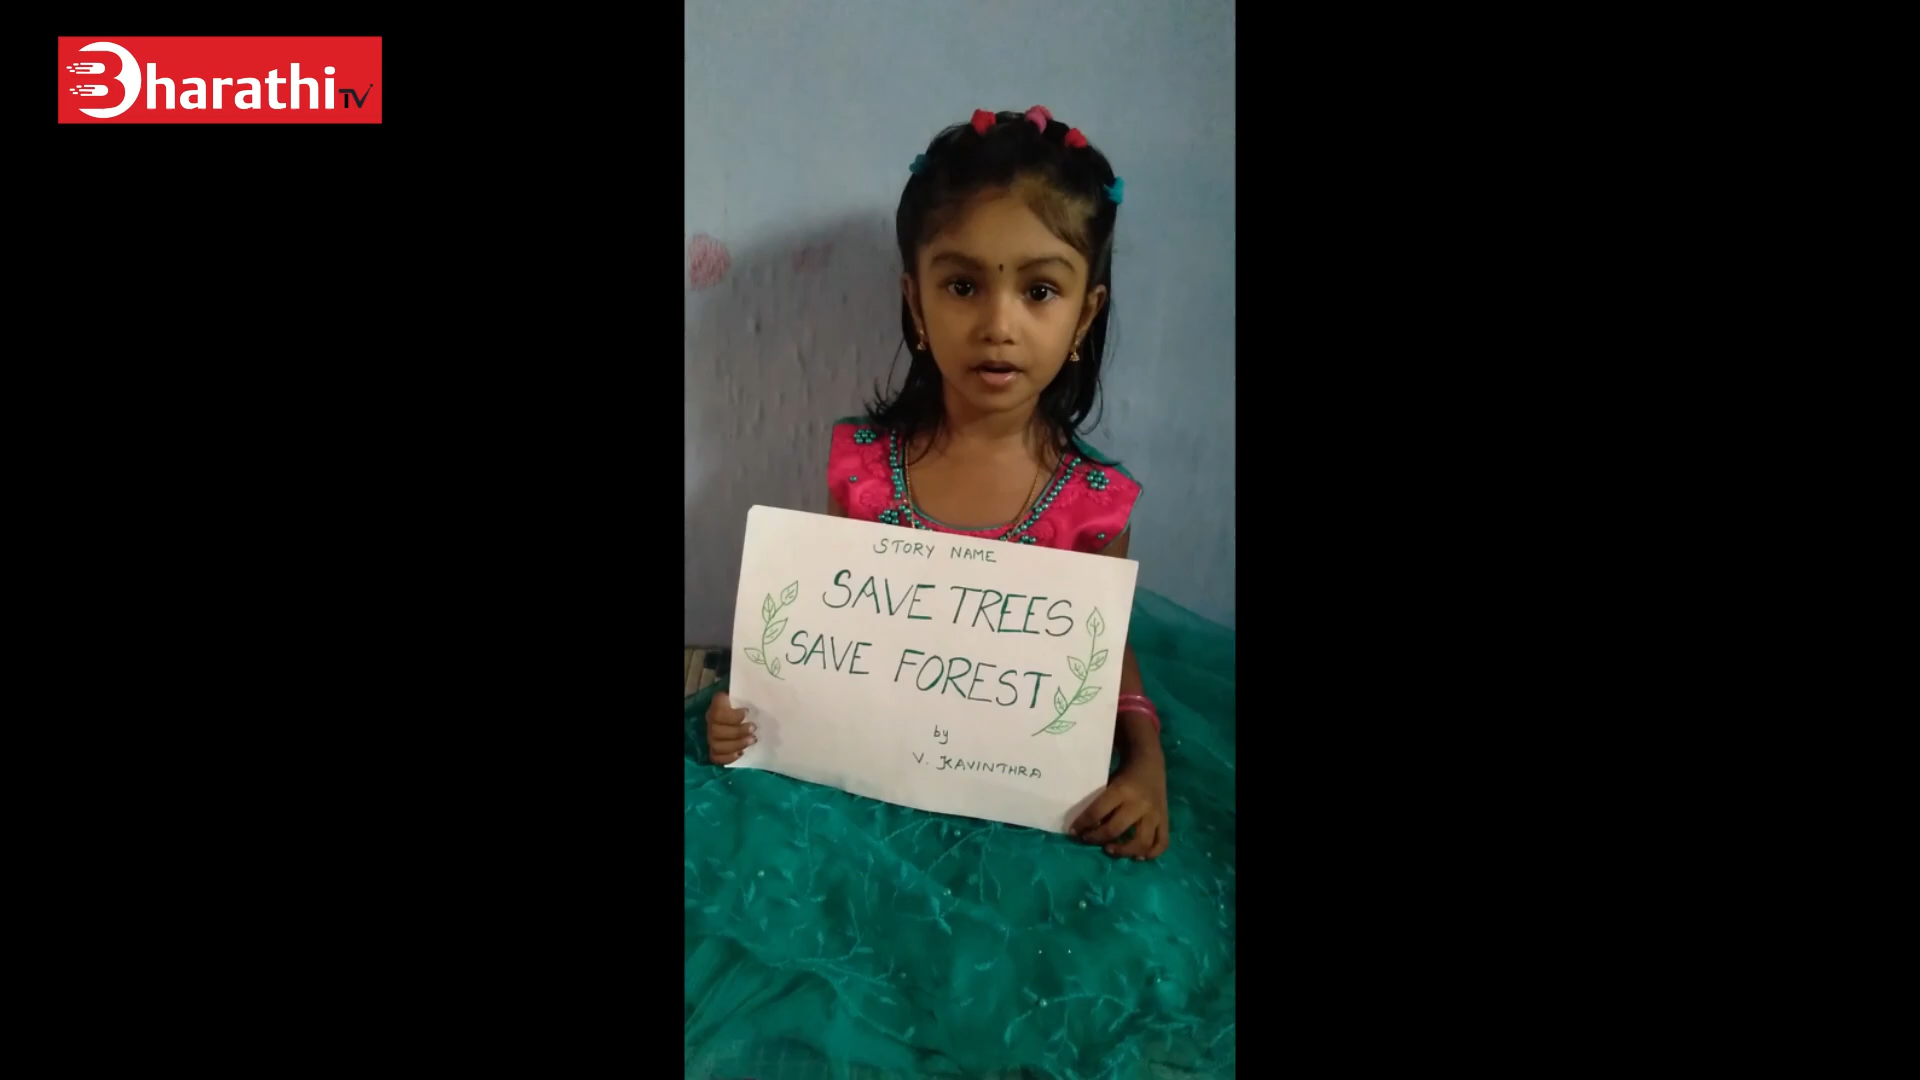 Bharathi TV
STORY NAME
SAVE TREES
SAVE FOREST
by
V. KAVINTHRA